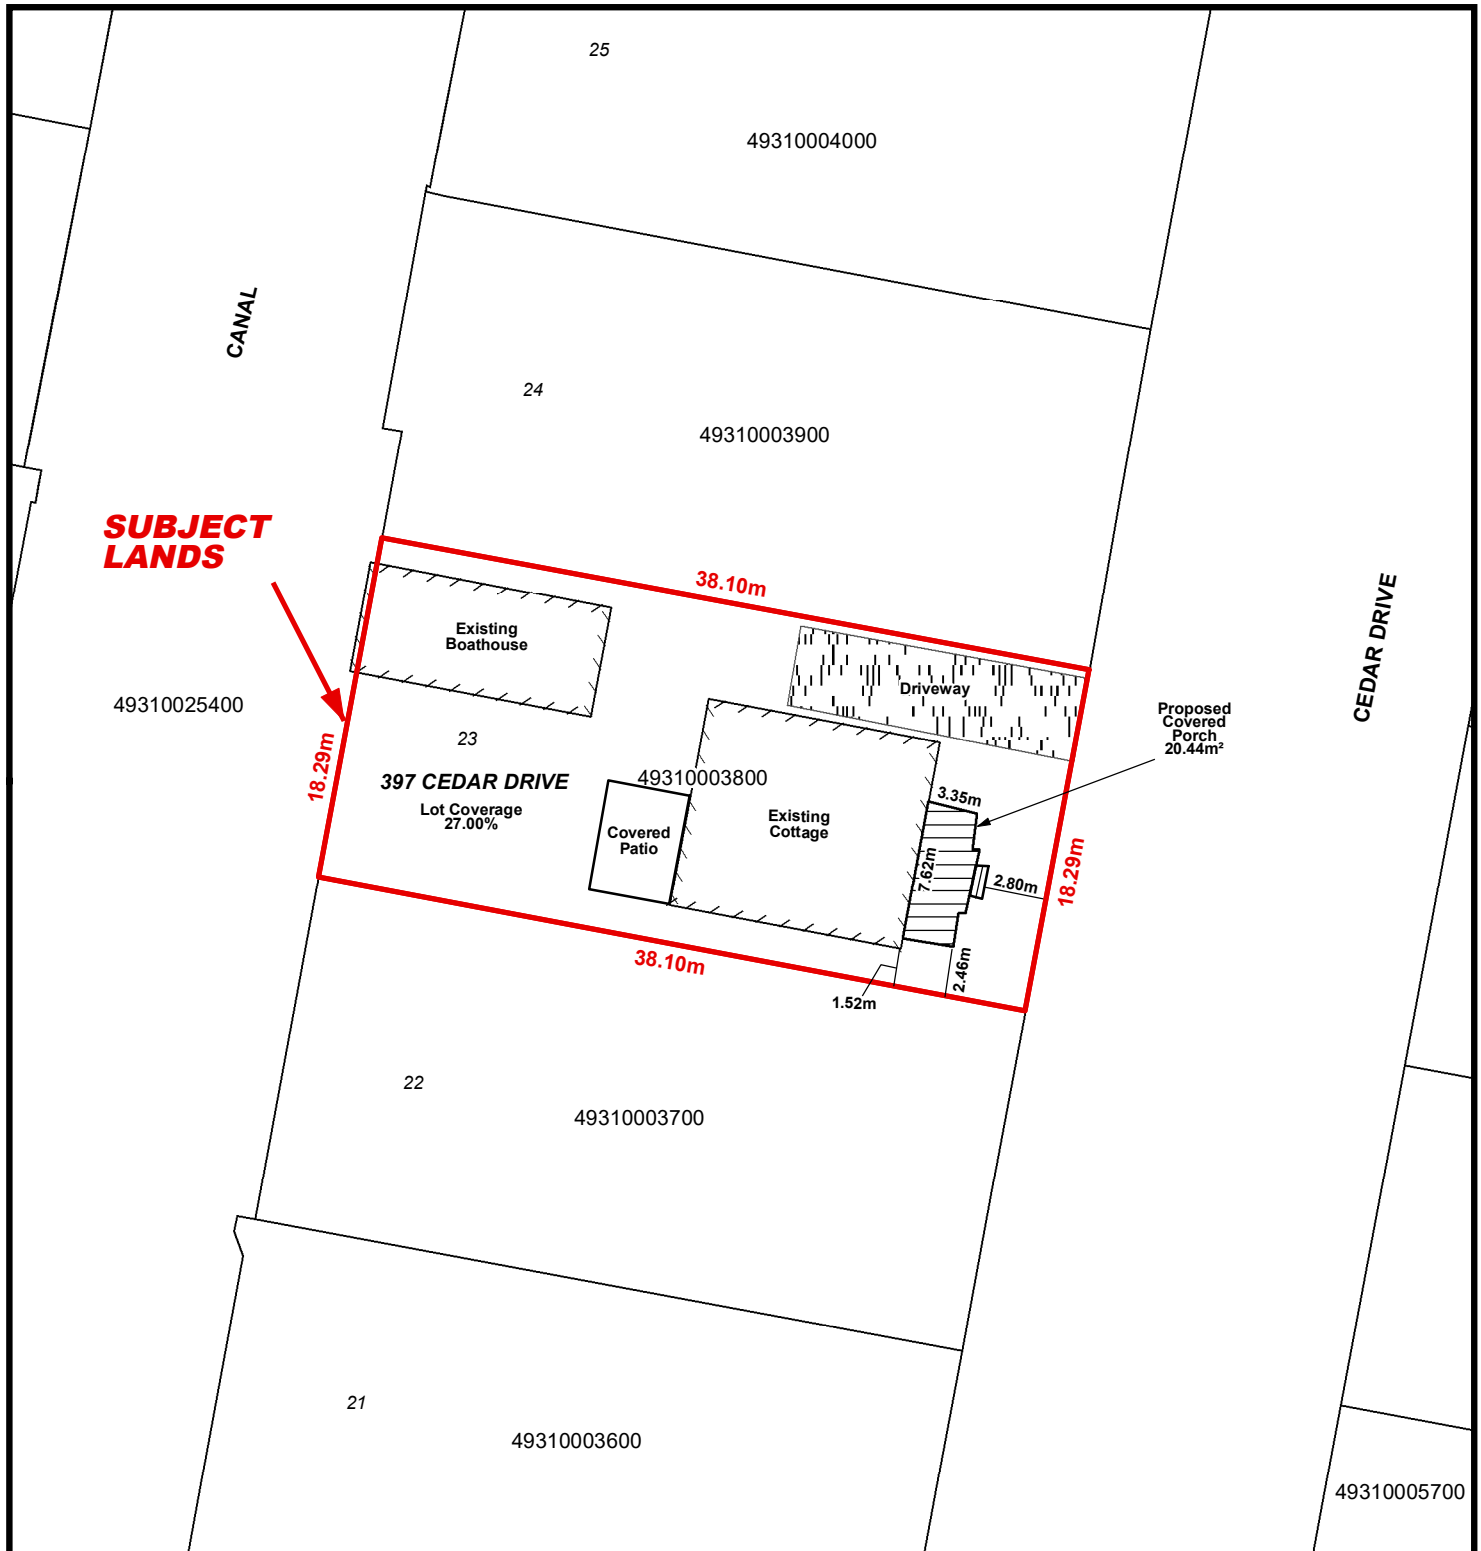 25
49310004000
CANAL
24
49310003900
SUBJECT
LANDS
38.10m
Existing
Boathouse
CEDAR DRIVE
Driveway
49310025400
Proposed
Covered
Porch
20.44m²
23
18.29m
397 CEDAR DRIVE
49310003800
Lot Coverage
27.00%
3.35m
Existing
Cottage
Covered
Patio
7.62m
2.80m
18.29m
38.10m
2.46m
1.52m
22
49310003700
21
49310003600
49310005700